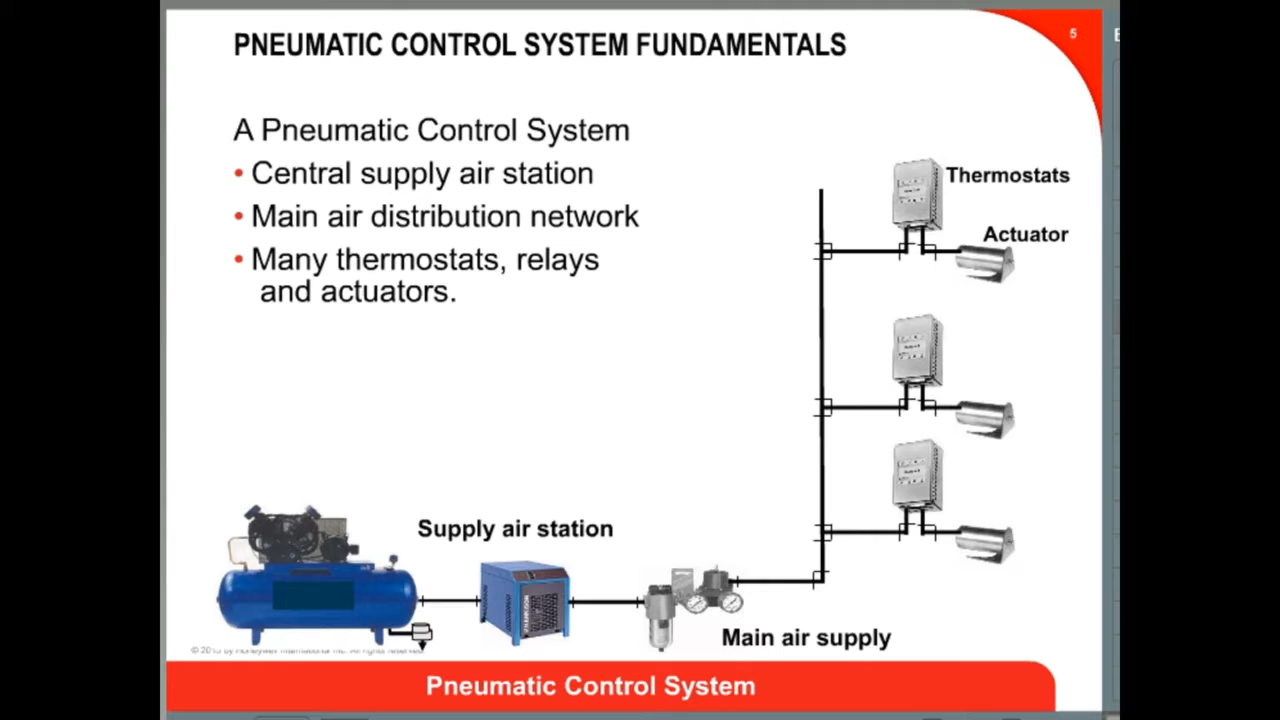 PNEUMATIC CONTROL SYSTEM FUNDAMENTALS
5
A Pneumatic Control System
• Central supply air station
• Main air distribution network
• Many thermostats, relays
and actuators.
Thermostats
Actuator
Supply air station
Main air supply
Pneumatic Control System